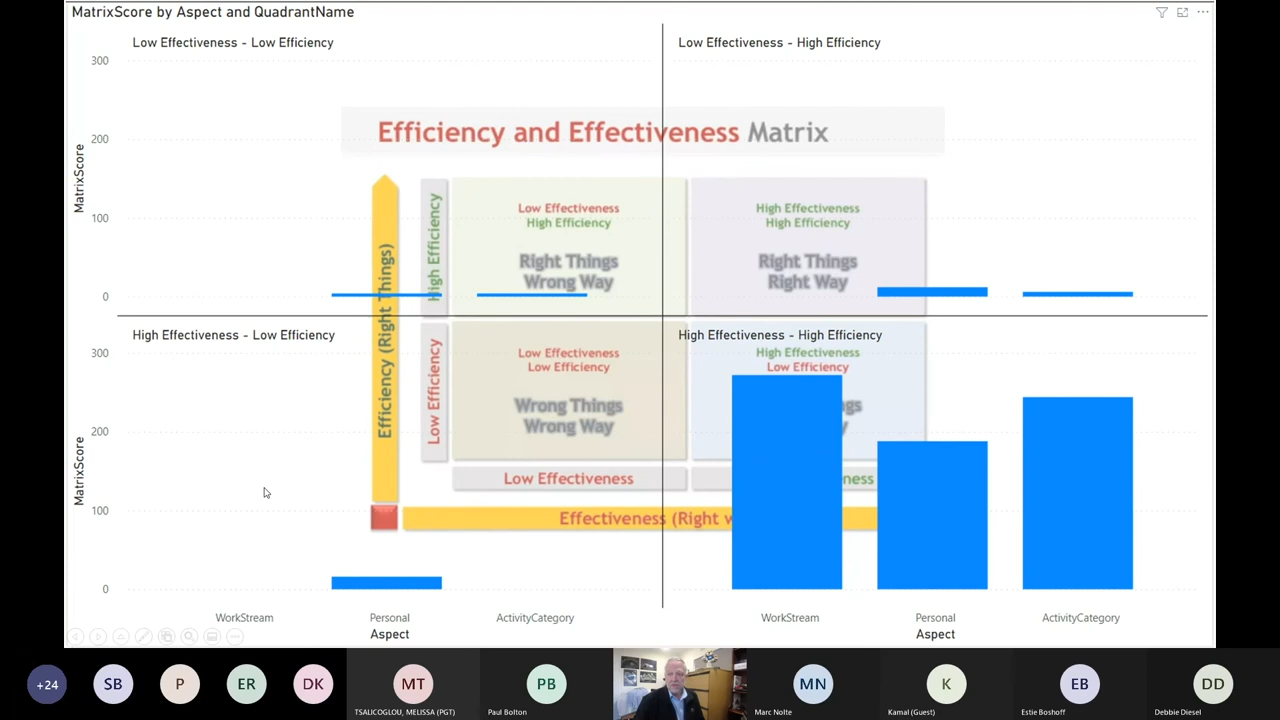 MatrixScore by Aspect and QuadrantName
Low Effectiveness - Low Efficiency
Low Effectiveness - High Efficiency
300
200
100
0
MatrixScore
Efficiency and Effectiveness Matrix
Efficiency (Right Things)
High Efficiency
Low Effectiveness
High Efficiency
Right Things
Wrong Way
High Effectiveness
High Efficiency
Right Things
Right Way
High Effectiveness - Low Efficiency
High Effectiveness - High Efficiency
300
200
100
0
MatrixScore
Low Efficiency
Low Effectiveness
Low Efficiency
Wrong Things
Wrong Way
High Effectiveness
Low Efficiency
Low Effectiveness
Effectiveness (Right
WorkStream
Personal
ActivityCategory
WorkStream
Personal
ActivityCategory
Aspect
Aspect
+24
SB
P
ER
DK
MT
PB
MN
K
EB
DD
TSALICOGLOU, MELISSA (PGT)
Paul Bolton
Marc Nolte
Kamal (Guest)
Estie Boshoff
Debbie Diesel